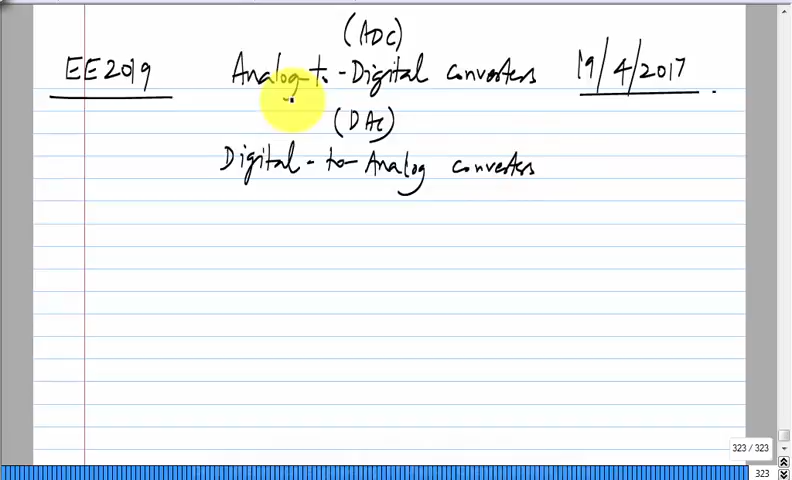 (ADC)
EE2019 Analog-to-Digital converters 19/4/2017
(DAC)
Digital-to-Analog converters
323 / 323
323